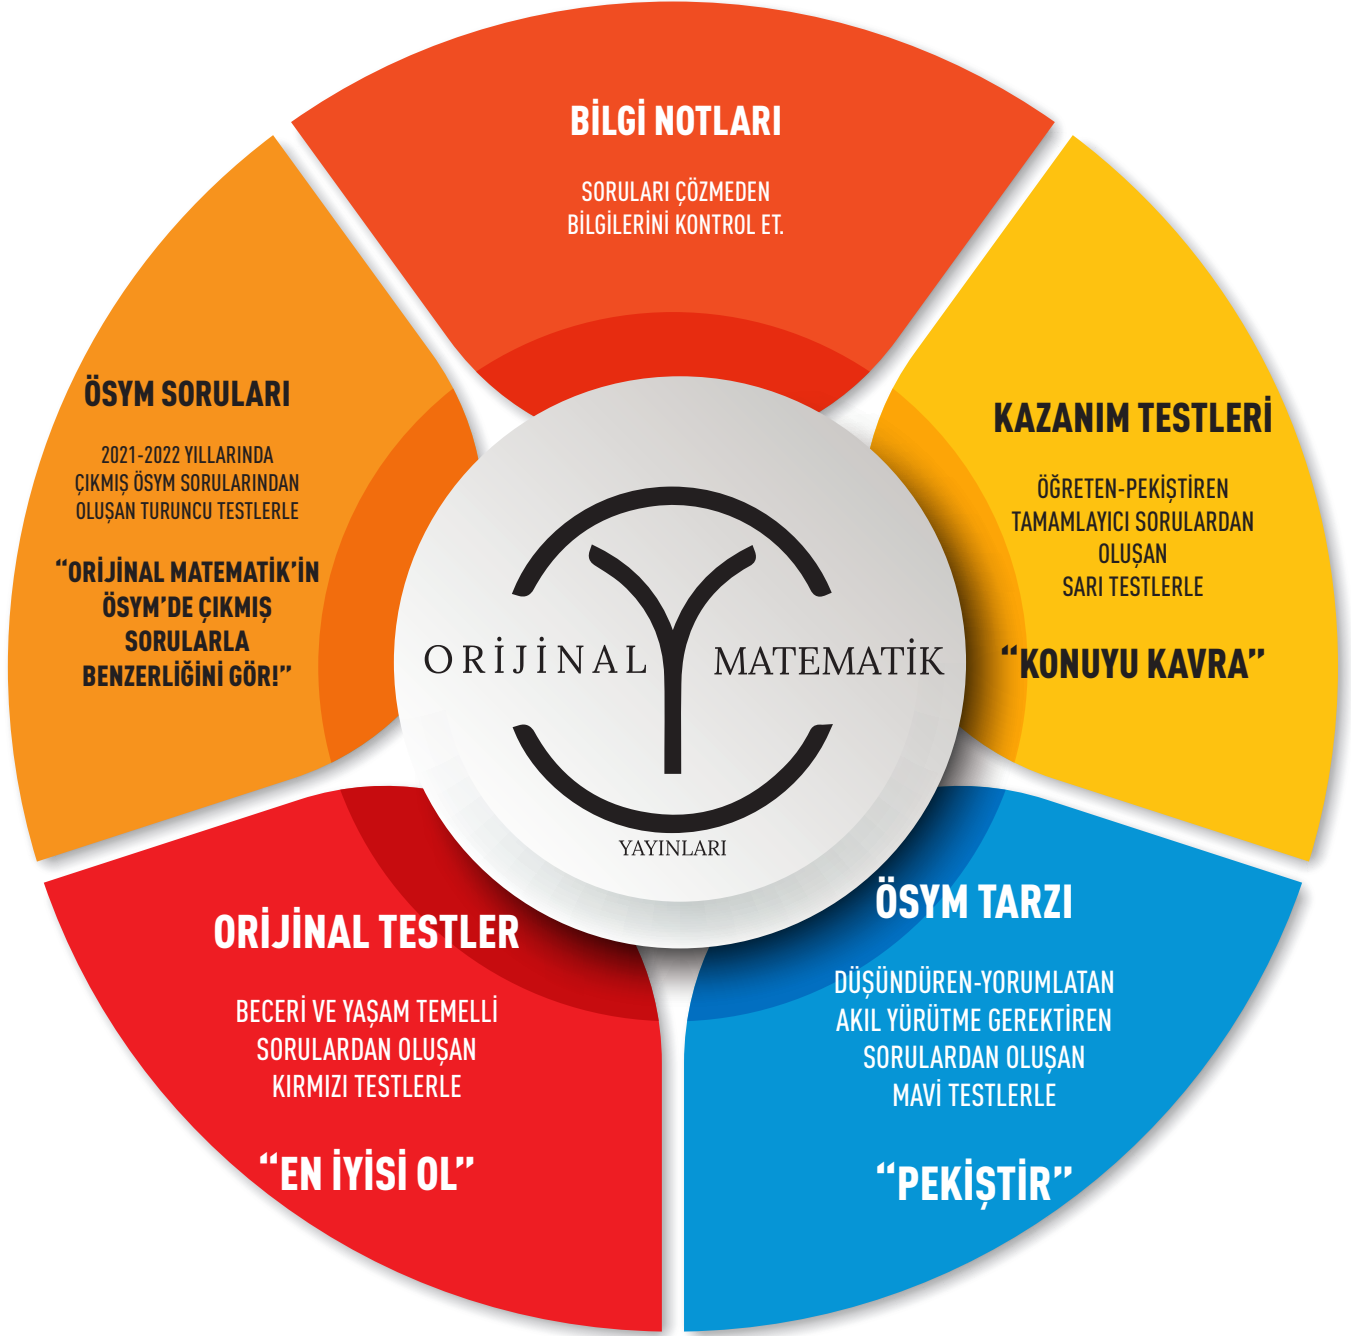 BİLGİ NOTLARI
SORULARI ÇÖZMEDEN
BİLGİLERİNİ KONTROL ET.
KAZANIM TESTLERİ
ÖĞRETEN-PEKİŞTİREN
TAMAMLAYICI SORULARDAN
OLUŞAN
SARI TESTLERLE
“KONUYU KAVRA”
ÖSYM TARZI
DÜŞÜNDÜREN-YORUMLATAN
AKIL YÜRÜTME GEREKTİREN
SORULARDAN OLUŞAN
MAVİ TESTLERLE
“PEKİŞTİR”
ORİJİNAL TESTLER
BECERİ VE YAŞAM TEMELLİ
SORULARDAN OLUŞAN
KIRMIZI TESTLERLE
“EN İYİSİ OL”
ÖSYM SORULARI
2021-2022 YILLARINDA
ÇIKMIŞ ÖSYM SORULARINDAN
OLUŞAN TURUNCU TESTLERLE
“ORİJİNAL MATEMATİK’İN
ÖSYM’DE ÇIKMIŞ
SORULARLA
BENZERLİĞİNİ GÖR!”
ORİJİNAL MATEMATİK
YAYINLARI